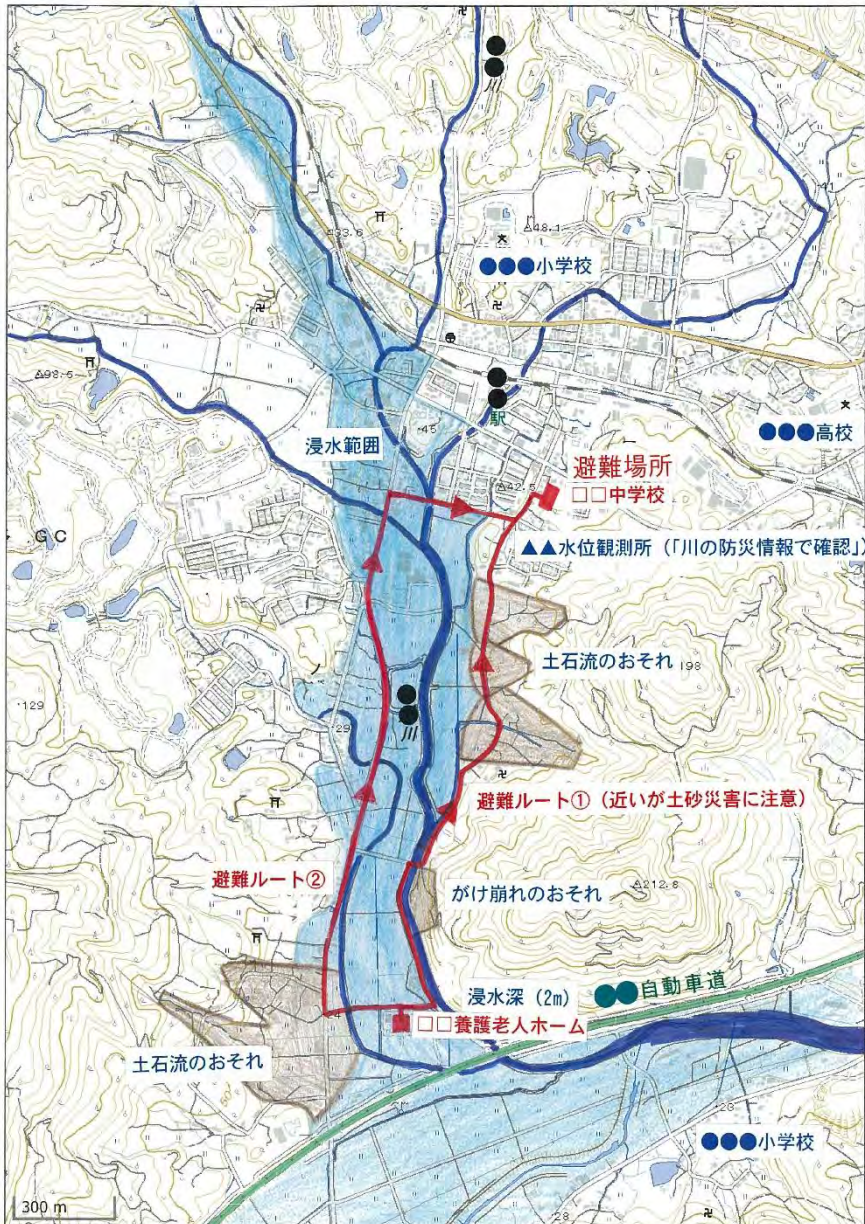 ●●川
△48.1
△33.6
●●●小学校
41
△98.5
●●駅
浸水範囲
・45
●●●高校
避難場所
△42.5
□□中学校
GC
▲▲水位観測所(「川の防災情報で確認」)
土石流のおそれ
198
・129
・29
●●川
避難ルート①(近いが土砂災害に注意)
避難ルート②
がけ崩れのおそれ
△212.6
浸水深(2m)
●●自動車道
□□養護老人ホーム
土石流のおそれ
・23
●●●小学校
300 m
・28